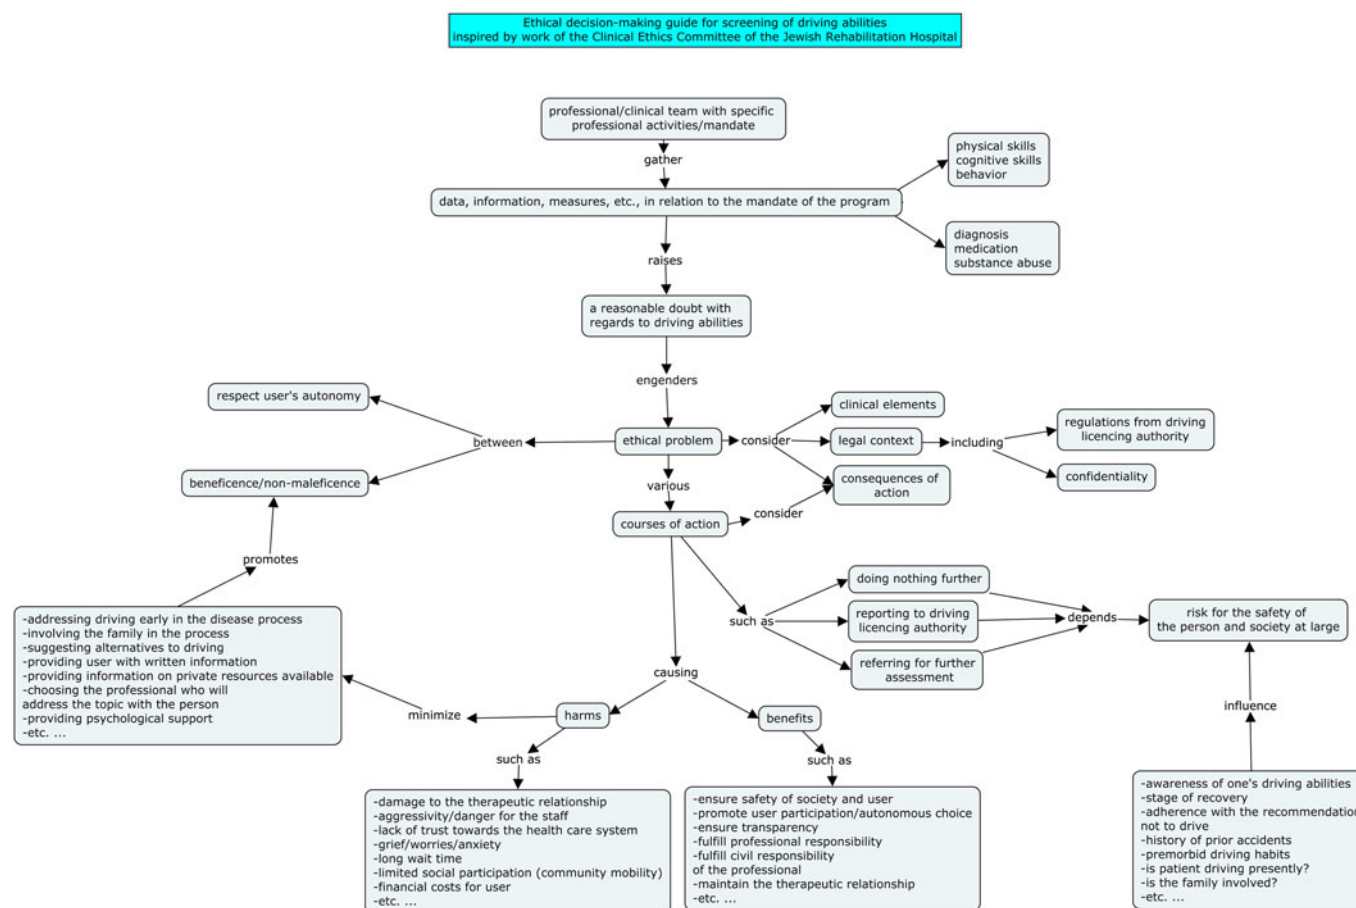 Ethical decision-making guide for screening of driving abilities
inspired by work of the Clinical Ethics Committee of the Jewish Rehabilitation Hospital
professional/clinical team with specific
professional activities/mandate
gather
physical skills
cognitive skills
behavior
data, information, measures, etc., in relation to the mandate of the program
diagnosis
medication
substance abuse
raises
a reasonable doubt with
regards to driving abilities
engenders
respect user's autonomy
between
beneficence/non-maleficence
ethical problem
consider
clinical elements
legal context
including
regulations from driving
licencing authority
confidentiality
consequences of
action
various
courses of action
consider
promotes
-addressing driving early in the disease process
-involving the family in the process
-suggesting alternatives to driving
-providing user with written information
-providing information on private resources available
-choosing the professional who will
address the topic with the person
-providing psychological support
-etc. ...
such as
doing nothing further
reporting to driving
licencing authority
referring for further
assessment
depends
risk for the safety of
the person and society at large
influence
causing
minimize
harms
benefits
such as
such as
-damage to the therapeutic relationship
-aggressivity/danger for the staff
-lack of trust towards the health care system
-grief/worries/anxiety
-long wait time
-limited social participation (community mobility)
-financial costs for user
-etc. ...
-ensure safety of society and user
-promote user participation/autonomous choice
-ensure transparency
-fulfill professional responsibility
-fulfill civil responsibility
of the professional
-maintain the therapeutic relationship
-etc. ...
-awareness of one's driving abilities
-stage of recovery
-adherence with the recommendation
not to drive
-history of prior accidents
-premorbid driving habits
-is patient driving presently?
-is the family involved?
-etc. ...